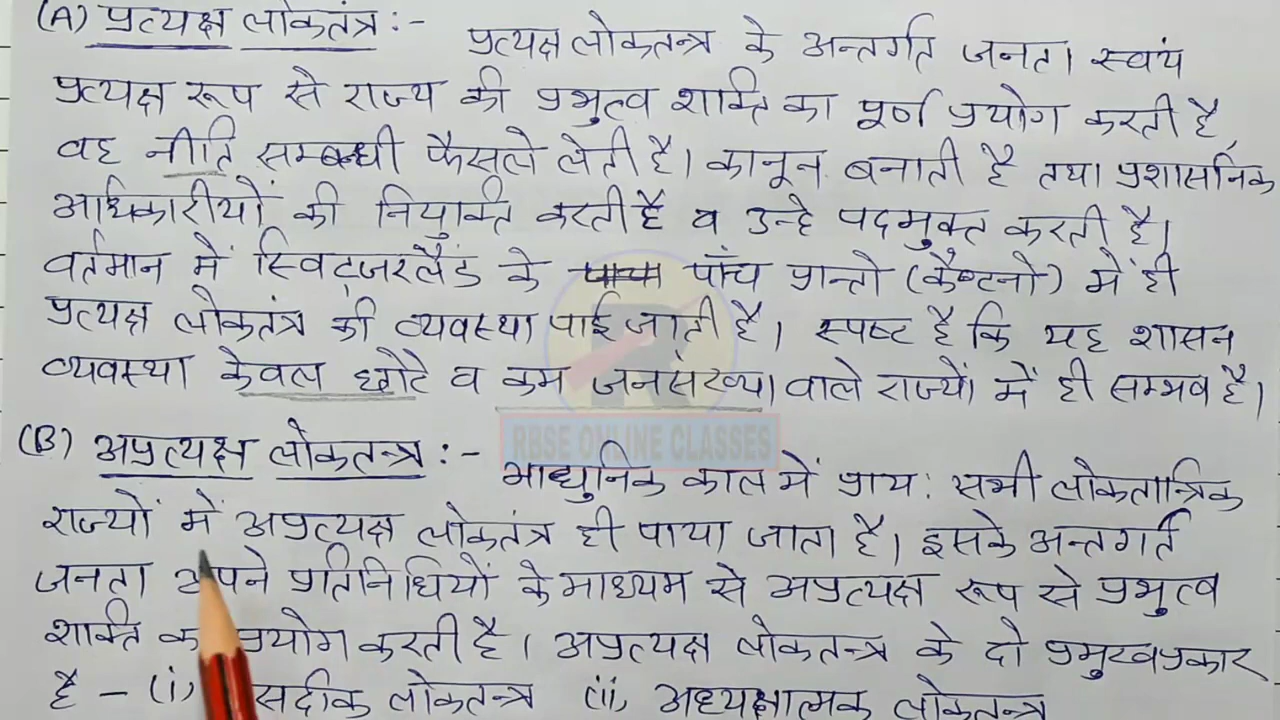 (A) प्रत्यक्ष लोकतंत्र :- प्रत्यक्ष लोकतन्त्र के अन्तर्गत जनता स्वयं
प्रत्यक्ष रूप से राज्य की प्रभुत्व शक्ति का पूर्ण प्रयोग करती है,
वह नीति सम्बन्धी फैसले लेती है। कानून बनाती है तथा प्रशासनिक
अधिकारीयों की नियुक्ति करती है व उन्हे पदमुक्त करती है।
वर्तमान में स्विट्जरलैंड के पाँच प्रान्तो (कैण्टनो) में ही
प्रत्यक्ष लोकतंत्र की व्यवस्था पाई जाती है। स्पष्ट है कि यह शासन
व्यवस्था केवल छोटे व कम जनसंख्या वाले राज्यों में ही सम्भव है।
RBSE ONLINE CLASSES
(B) अप्रत्यक्ष लोकतन्त्र :- आधुनिक काल में प्राय: सभी लोकतान्त्रिक
राज्यों में अप्रत्यक्ष लोकतंत्र ही पाया जाता है। इसके अन्तगर्त
जनता अपने प्रतिनिधियों के माध्यम से अप्रत्यक्ष रूप से प्रभुत्व
शक्ति का प्रयोग करती है। अप्रत्यक्ष लोकतन्त्र के दो प्रमुख प्रकार
है - (i) लोकतन्त्र (ii) अध्यक्षात्मक लोकतन्त्र